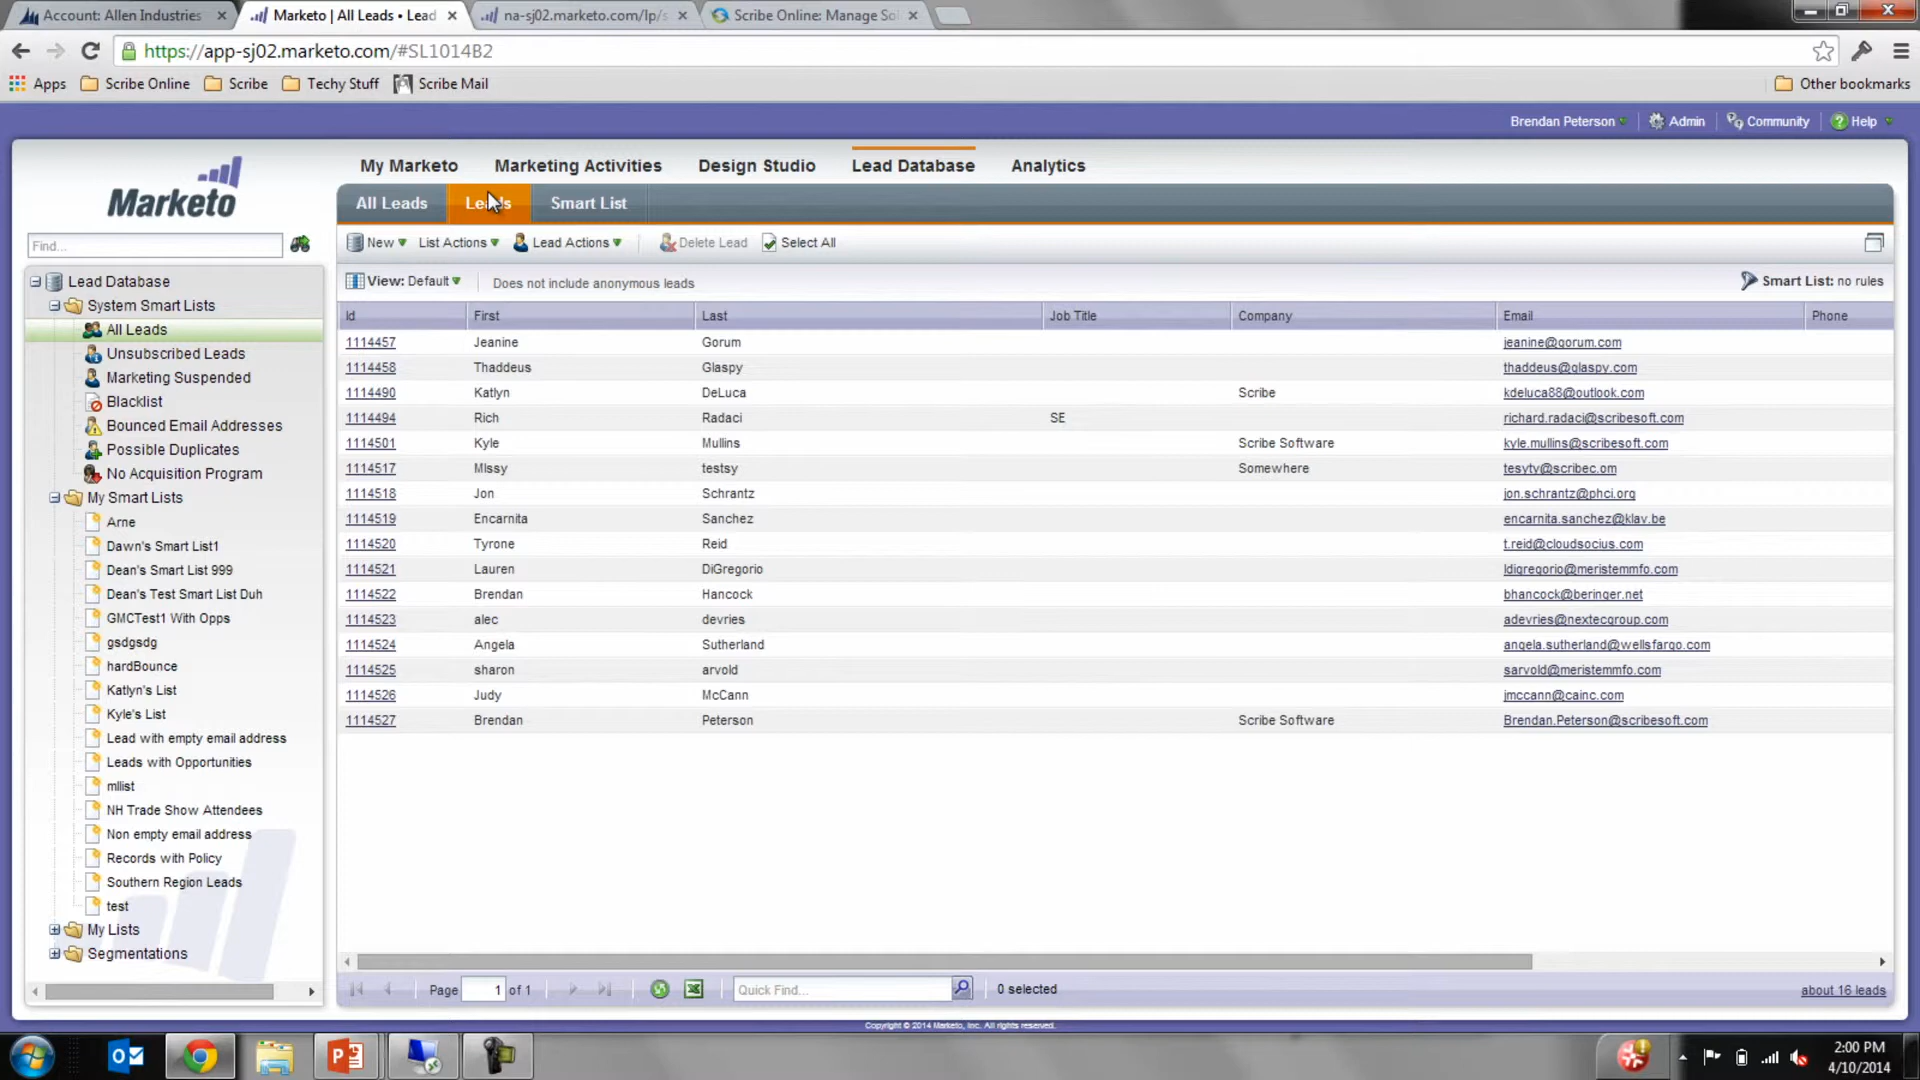 Account: Allen Industries
Marketo | All Leads • Lead
na-sj02.marketo.com/lp/s
Scribe Online: Manage Sol
https://app-sj02.marketo.com/#SL1014B2
Apps Scribe Online Scribe Techy Stuff Scribe Mail Other bookmarks
Brendan Peterson Admin Community Help
Marketo
My Marketo Marketing Activities Design Studio Lead Database Analytics
All Leads Leads Smart List
Find...
New List Actions Lead Actions Delete Lead Select All
View: Default Does not include anonymous leads Smart List: no rules
Lead Database
System Smart Lists
All Leads
Unsubscribed Leads
Marketing Suspended
Blacklist
Bounced Email Addresses
Possible Duplicates
No Acquisition Program
My Smart Lists
Arne
Dawn's Smart List1
Dean's Smart List 999
Dean's Test Smart List Duh
GMCTest1 With Opps
gsdgsdg
hardBounce
Katlyn's List
Kyle's List
Lead with empty email address
Leads with Opportunities
mllist
NH Trade Show Attendees
Non empty email address
Records with Policy
Southern Region Leads
test
My Lists
Segmentations
Id First Last Job Title Company Email Phone
1114457 Jeanine Gorum jeanine@gorum.com
1114458 Thaddeus Glaspy thaddeus@glaspy.com
1114490 Katlyn DeLuca Scribe kdeluca88@outlook.com
1114494 Rich Radaci SE richard.radaci@scribesoft.com
1114501 Kyle Mullins Scribe Software kyle.mullins@scribesoft.com
1114517 MIssy testsy Somewhere tesyty@scribec.om
1114518 Jon Schrantz jon.schrantz@phci.org
1114519 Encarnita Sanchez encarnita.sanchez@klav.be
1114520 Tyrone Reid t.reid@cloudsocius.com
1114521 Lauren DiGregorio ldigregorio@meristemmfo.com
1114522 Brendan Hancock bhancock@beringer.net
1114523 alec devries adevries@nextecgroup.com
1114524 Angela Sutherland angela.sutherland@wellsfargo.com
1114525 sharon arvold sarvold@meristemmfo.com
1114526 Judy McCann jmccann@cainc.com
1114527 Brendan Peterson Scribe Software Brendan.Peterson@scribesoft.com
Page 1 of 1 Quick Find... 0 selected about 16 leads
Copyright © 2014 Marketo, Inc. All rights reserved.
2:00 PM
4/10/2014